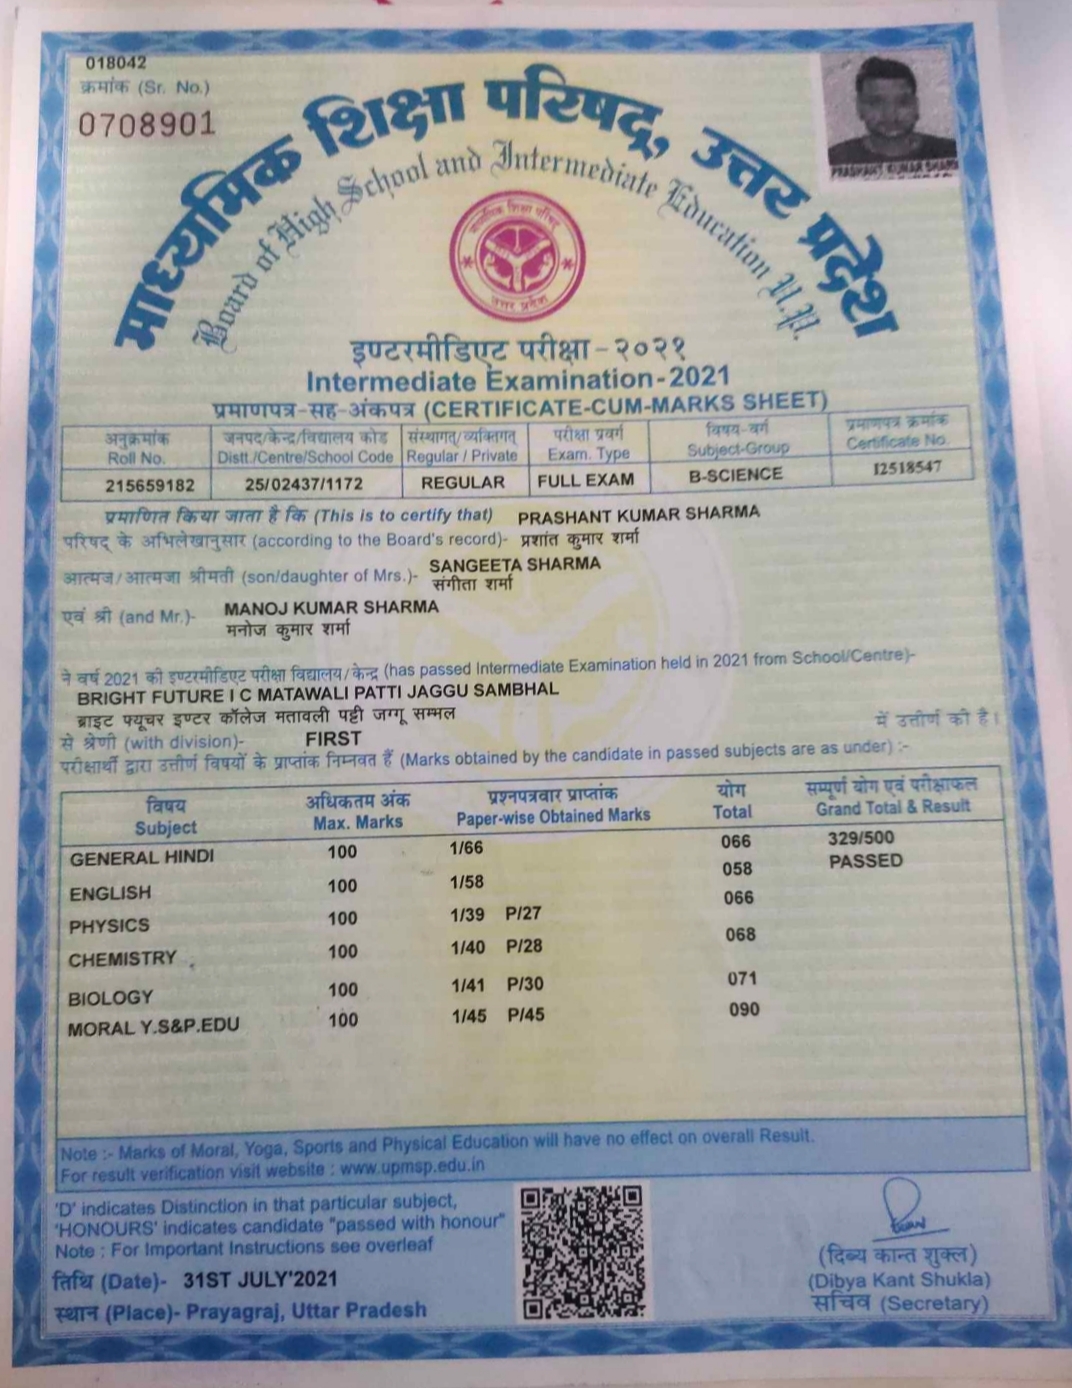 018042
क्रमांक (Sr. No.)
0708901
PRASHANT KUMAR SHARM
माध्यमिक शिक्षा परिषद्, उत्तर प्रदेश
Board of High School and Intermediate Education U.P.
माध्यमिक शिक्षा परिषद्
उत्तर प्रदेश
इण्टरमीडिएट परीक्षा-२०२१
Intermediate Examination-2021
प्रमाणपत्र-सह-अंकपत्र (CERTIFICATE-CUM-MARKS SHEET)
अनुक्रमांक जनपद/केन्द्र/विद्यालय कोड संस्थागत/व्यक्तिगत परीक्षा प्रवर्ग विषय-वर्ग प्रमाणपत्र क्रमांक
Roll No. Distt./Centre/School Code Regular / Private Exam. Type Subject-Group Certificate No.
215659182 25/02437/1172 REGULAR FULL EXAM B-SCIENCE 12518547
प्रमाणित किया जाता है कि (This is to certify that) PRASHANT KUMAR SHARMA
परिषद् के अभिलेखानुसार (according to the Board's record)- प्रशांत कुमार शर्मा
आत्मज/आत्मजा श्रीमती (son/daughter of Mrs.)- SANGEETA SHARMA
संगीता शर्मा
एवं श्री (and Mr.)- MANOJ KUMAR SHARMA
मनोज कुमार शर्मा
ने वर्ष 2021 की इण्टरमीडिएट परीक्षा विद्यालय/केन्द्र (has passed Intermediate Examination held in 2021 from School/Centre)-
BRIGHT FUTURE I C MATAWALI PATTI JAGGU SAMBHAL
ब्राइट फ्यूचर इण्टर कॉलेज मतावली पट्टी जग्गू सम्भल में उत्तीर्ण की है।
से श्रेणी (with division)- FIRST
परीक्षार्थी द्वारा उत्तीर्ण विषयों के प्राप्तांक निम्नवत हैं (Marks obtained by the candidate in passed subjects are as under) :-
विषय अधिकतम अंक प्रश्नपत्रवार प्राप्तांक योग सम्पूर्ण योग एवं परीक्षाफल
Subject Max. Marks Paper-wise Obtained Marks Total Grand Total & Result
GENERAL HINDI 100 1/66 066 329/500
PASSED
ENGLISH 100 1/58 058
PHYSICS 100 1/39 P/27 066
CHEMISTRY 100 1/40 P/28 068
BIOLOGY 100 1/41 P/30 071
MORAL Y.S&P.EDU 100 1/45 P/45 090
Note :- Marks of Moral, Yoga, Sports and Physical Education will have no effect on overall Result.
For result verification visit website : www.upmsp.edu.in
'D' indicates Distinction in that particular subject,
'HONOURS' indicates candidate "passed with honour"
Note : For Important Instructions see overleaf
तिथि (Date)- 31ST JULY'2021
स्थान (Place)- Prayagraj, Uttar Pradesh
(दिब्य कान्त शुक्ल)
(Dibya Kant Shukla)
सचिव (Secretary)